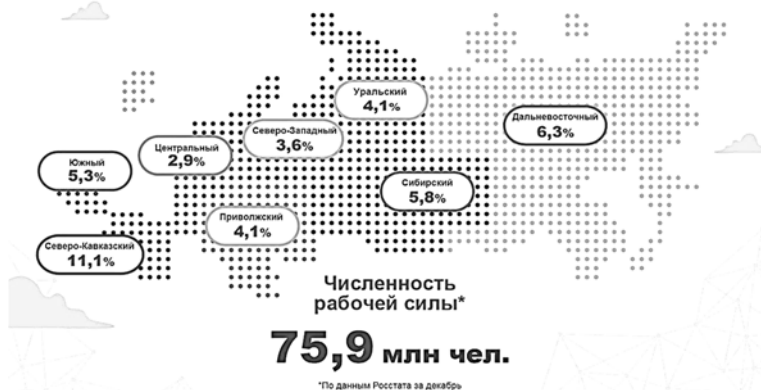 Уральский
4,1%
Дальневосточный
6,3%
Северо-Западный
3,6%
Центральный
2,9%
Южный
5,3%
Сибирский
5,8%
Приволжский
4,1%
Северо-Кавказский
11,1%
Численность
рабочей силы*
75,9 млн чел.
*По данным Росстата за декабрь